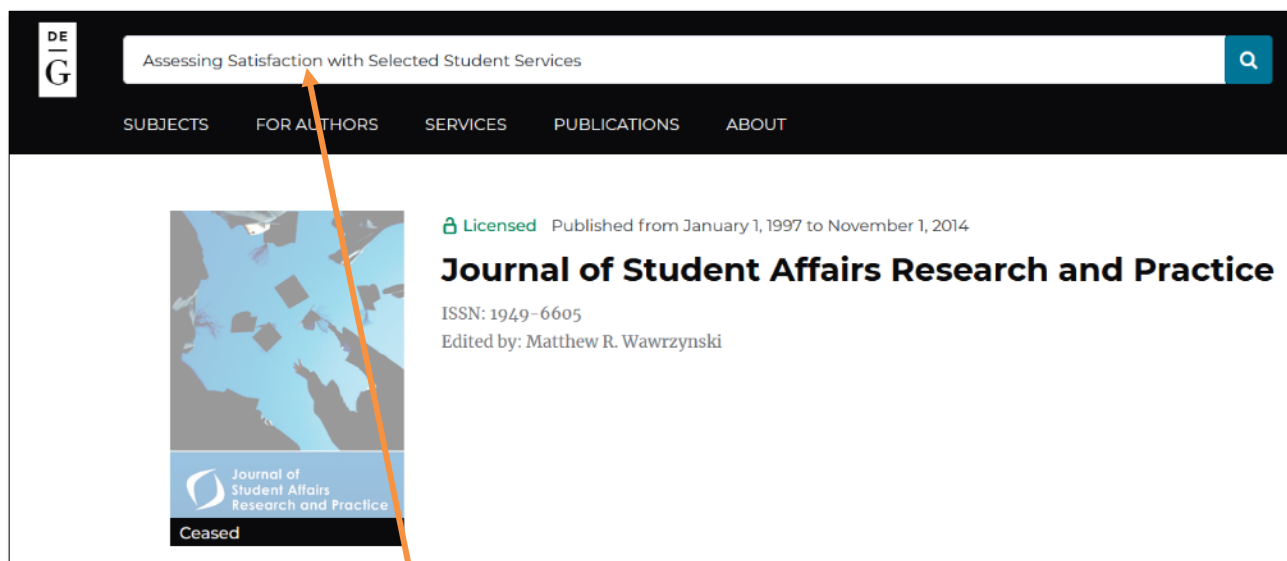 DE
G
Assessing Satisfaction with Selected Student Services
SUBJECTS FOR AUTHORS SERVICES PUBLICATIONS ABOUT
Licensed Published from January 1, 1997 to November 1, 2014
Journal of Student Affairs Research and Practice
ISSN: 1949-6605
Edited by: Matthew R. Wawrzynski
Journal of
Student Affairs
Research and Practice
Ceased